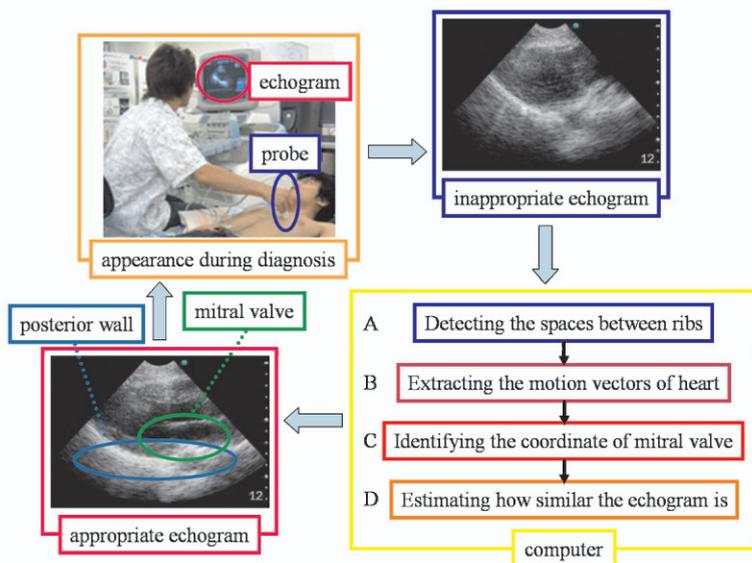 echogram
probe
appearance during diagnosis
12
inappropriate echogram
posterior wall
mitral valve
12
appropriate echogram
A Detecting the spaces between ribs
B Extracting the motion vectors of heart
C Identifying the coordinate of mitral valve
D Estimating how similar the echogram is
computer